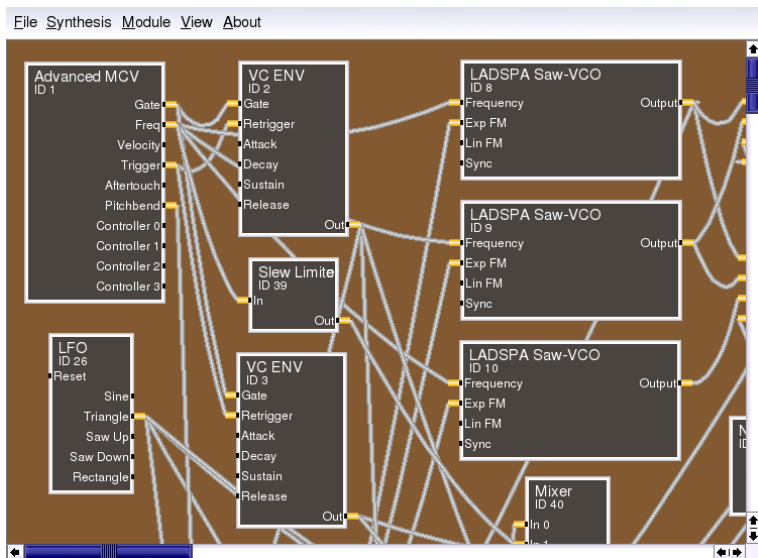 File Synthesis Module View About
Advanced MCV
ID 1
Gate
Freq
Velocity
Trigger
Aftertouch
Pitchbend
Controller 0
Controller 1
Controller 2
Controller 3
VC ENV
ID 2
Gate
Retrigger
Attack
Decay
Sustain
Release
Out
LADSPA Saw-VCO
ID 8
Frequency
Output
Exp FM
Lin FM
Sync
LADSPA Saw-VCO
ID 9
Frequency
Output
Exp FM
Lin FM
Sync
Slew Limite
ID 39
In
Out
LFO
ID 26
Reset
Sine
Triangle
Saw Up
Saw Down
Rectangle
VC ENV
ID 3
Gate
Retrigger
Attack
Decay
Sustain
Release
Out
LADSPA Saw-VCO
ID 10
Frequency
Output
Exp FM
Lin FM
Sync
Mixer
ID 40
In 0
In 1